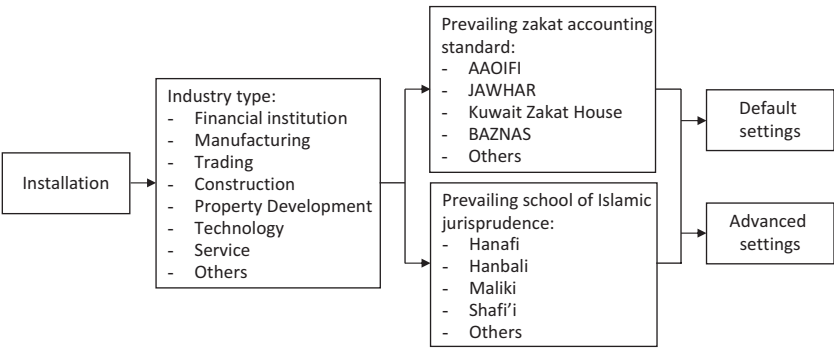 Installation
Industry type:
- Financial institution
- Manufacturing
- Trading
- Construction
- Property Development
- Technology
- Service
- Others
Prevailing zakat accounting
standard:
- AAOIFI
- JAWHAR
- Kuwait Zakat House
- BAZNAS
- Others
Prevailing school of Islamic
jurisprudence:
- Hanafi
- Hanbali
- Maliki
- Shafi’i
- Others
Default
settings
Advanced
settings